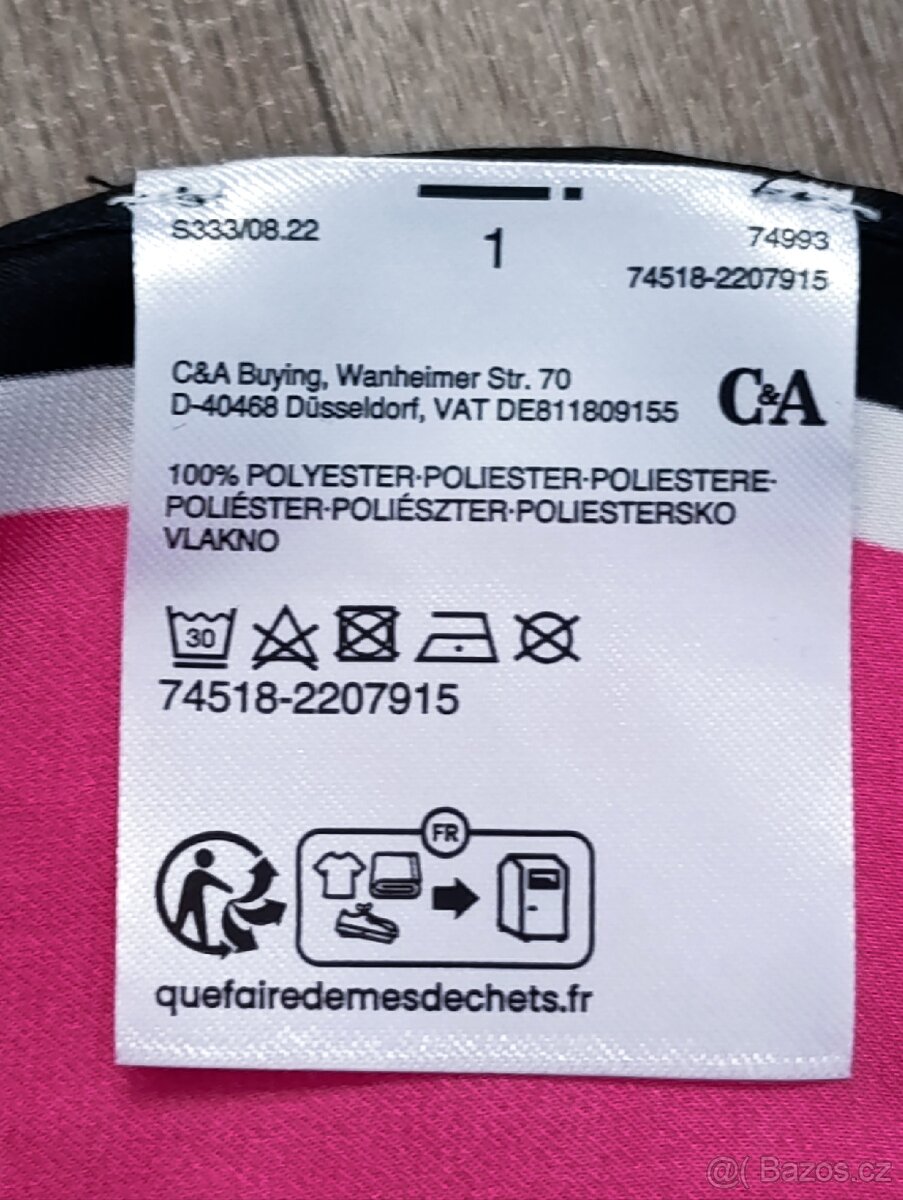 S333/08.22
1
74993
74518-2207915
C&A Buying, Wanheimer Str. 70
D-40468 Düsseldorf, VAT DE811809155
C&A
100% POLYESTER·POLIESTER·POLIESTERE·
POLIÉSTER·POLIÉSZTER·POLIESTERSKO
VLAKNO
30
74518-2207915
FR
quefairedemesdechets.fr
@( Bazos.cz